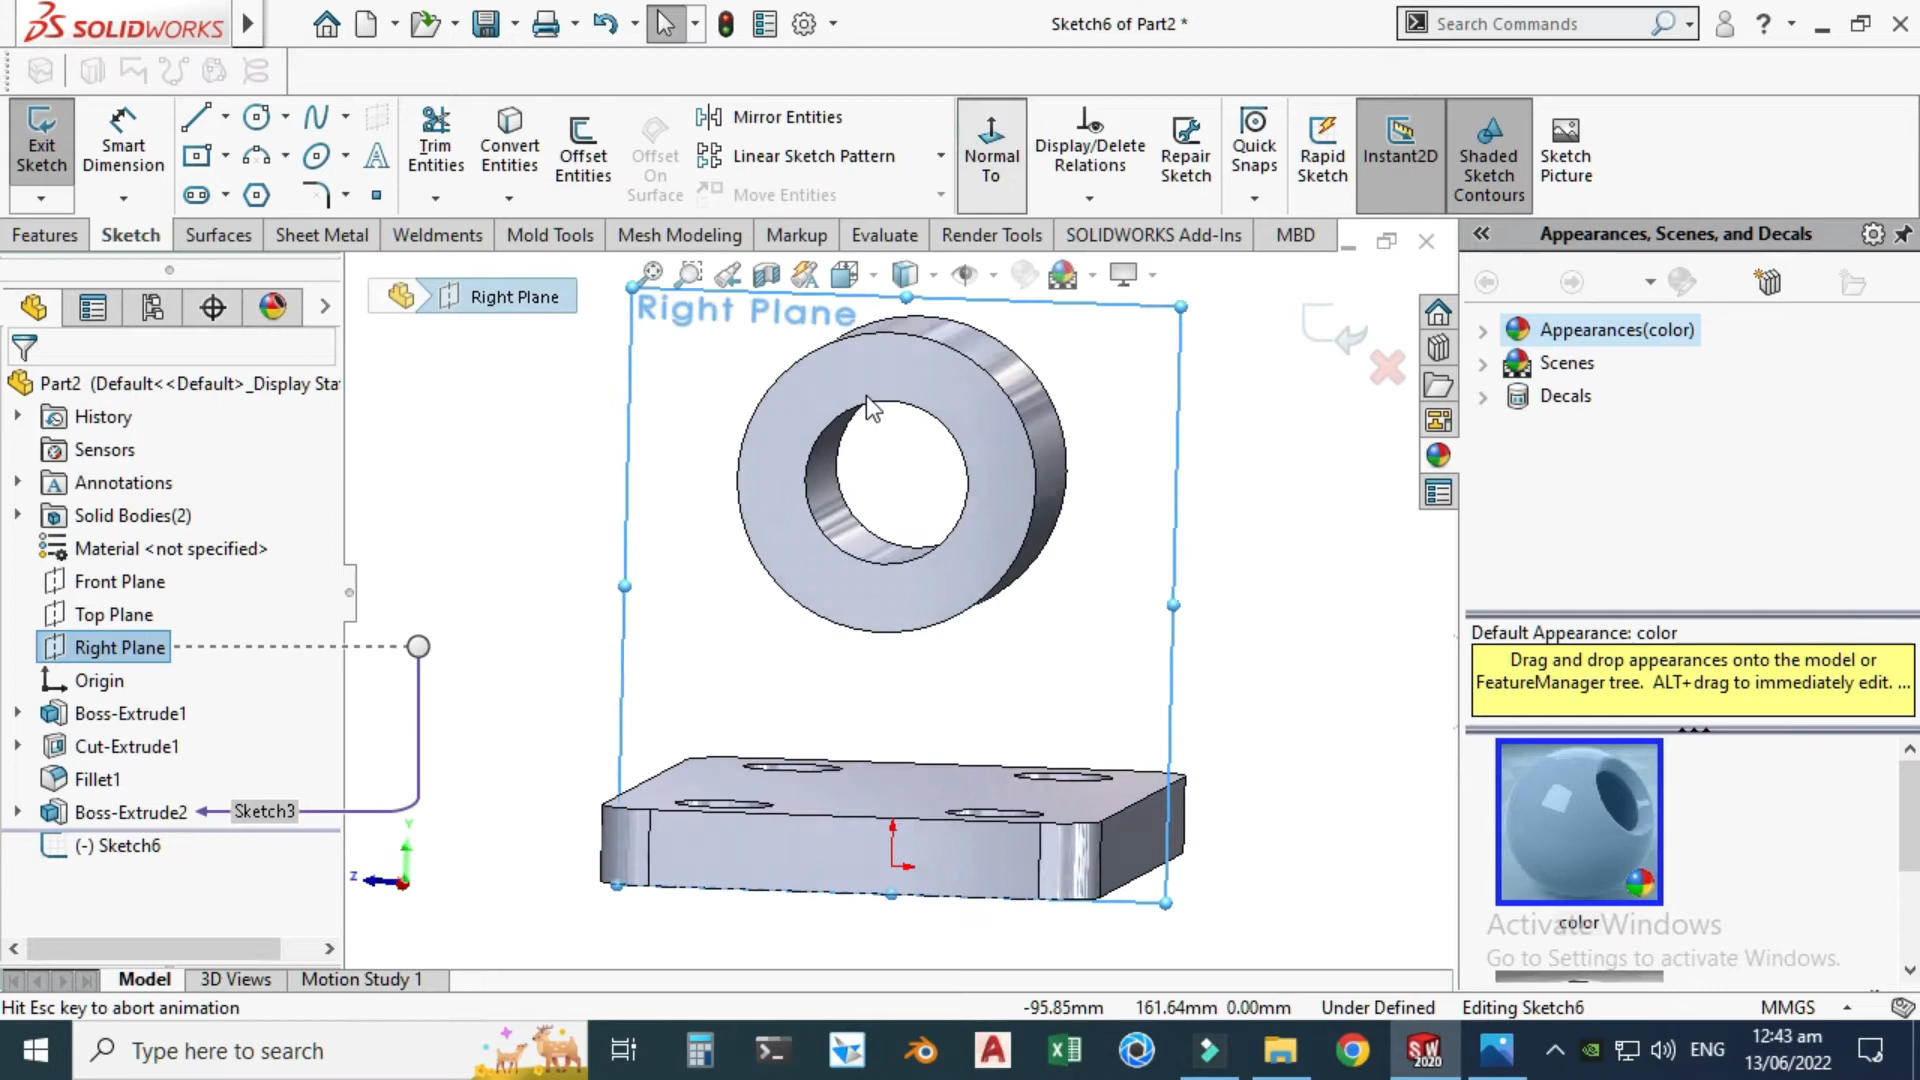 SOLIDWORKS
Sketch6 of Part2 *
Search Commands
Exit Sketch
Smart Dimension
Trim Entities
Convert Entities
Offset Entities
Offset On Surface
Mirror Entities
Linear Sketch Pattern
Move Entities
Normal To
Display/Delete Relations
Repair Sketch
Quick Snaps
Rapid Sketch
Instant2D
Shaded Sketch Contours
Sketch Picture
Features
Sketch
Surfaces
Sheet Metal
Weldments
Mold Tools
Mesh Modeling
Markup
Evaluate
Render Tools
SOLIDWORKS Add-Ins
MBD
Appearances, Scenes, and Decals
Right Plane
Right Plane
Appearances(color)
Scenes
Decals
Part2 (Default<<Default>_Display Sta
History
Sensors
Annotations
Solid Bodies(2)
Material <not specified>
Front Plane
Top Plane
Right Plane
Origin
Boss-Extrude1
Cut-Extrude1
Fillet1
Boss-Extrude2
Sketch3
(-) Sketch6
Y
Z
Default Appearance: color
Drag and drop appearances onto the model or
FeatureManager tree. ALT+drag to immediately edit. ...
color
Activate Windows
Go to Settings to activate Windows.
Model
3D Views
Motion Study 1
Hit Esc key to abort animation
-95.85mm
161.64mm 0.00mm
Under Defined
Editing Sketch6
MMGS
Type here to search
SW
2020
ENG
12:43 am
13/06/2022